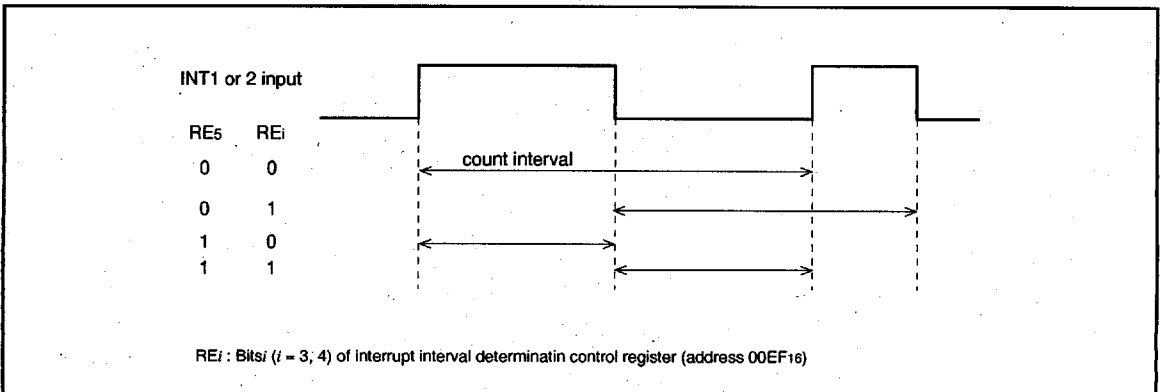 INT1 or 2 input
RE5 REi
0 0
count interval
0 1
1 0
1 1
REi : Bitsi (i = 3, 4) of interrupt interval determinatin control register (address 00EF16)